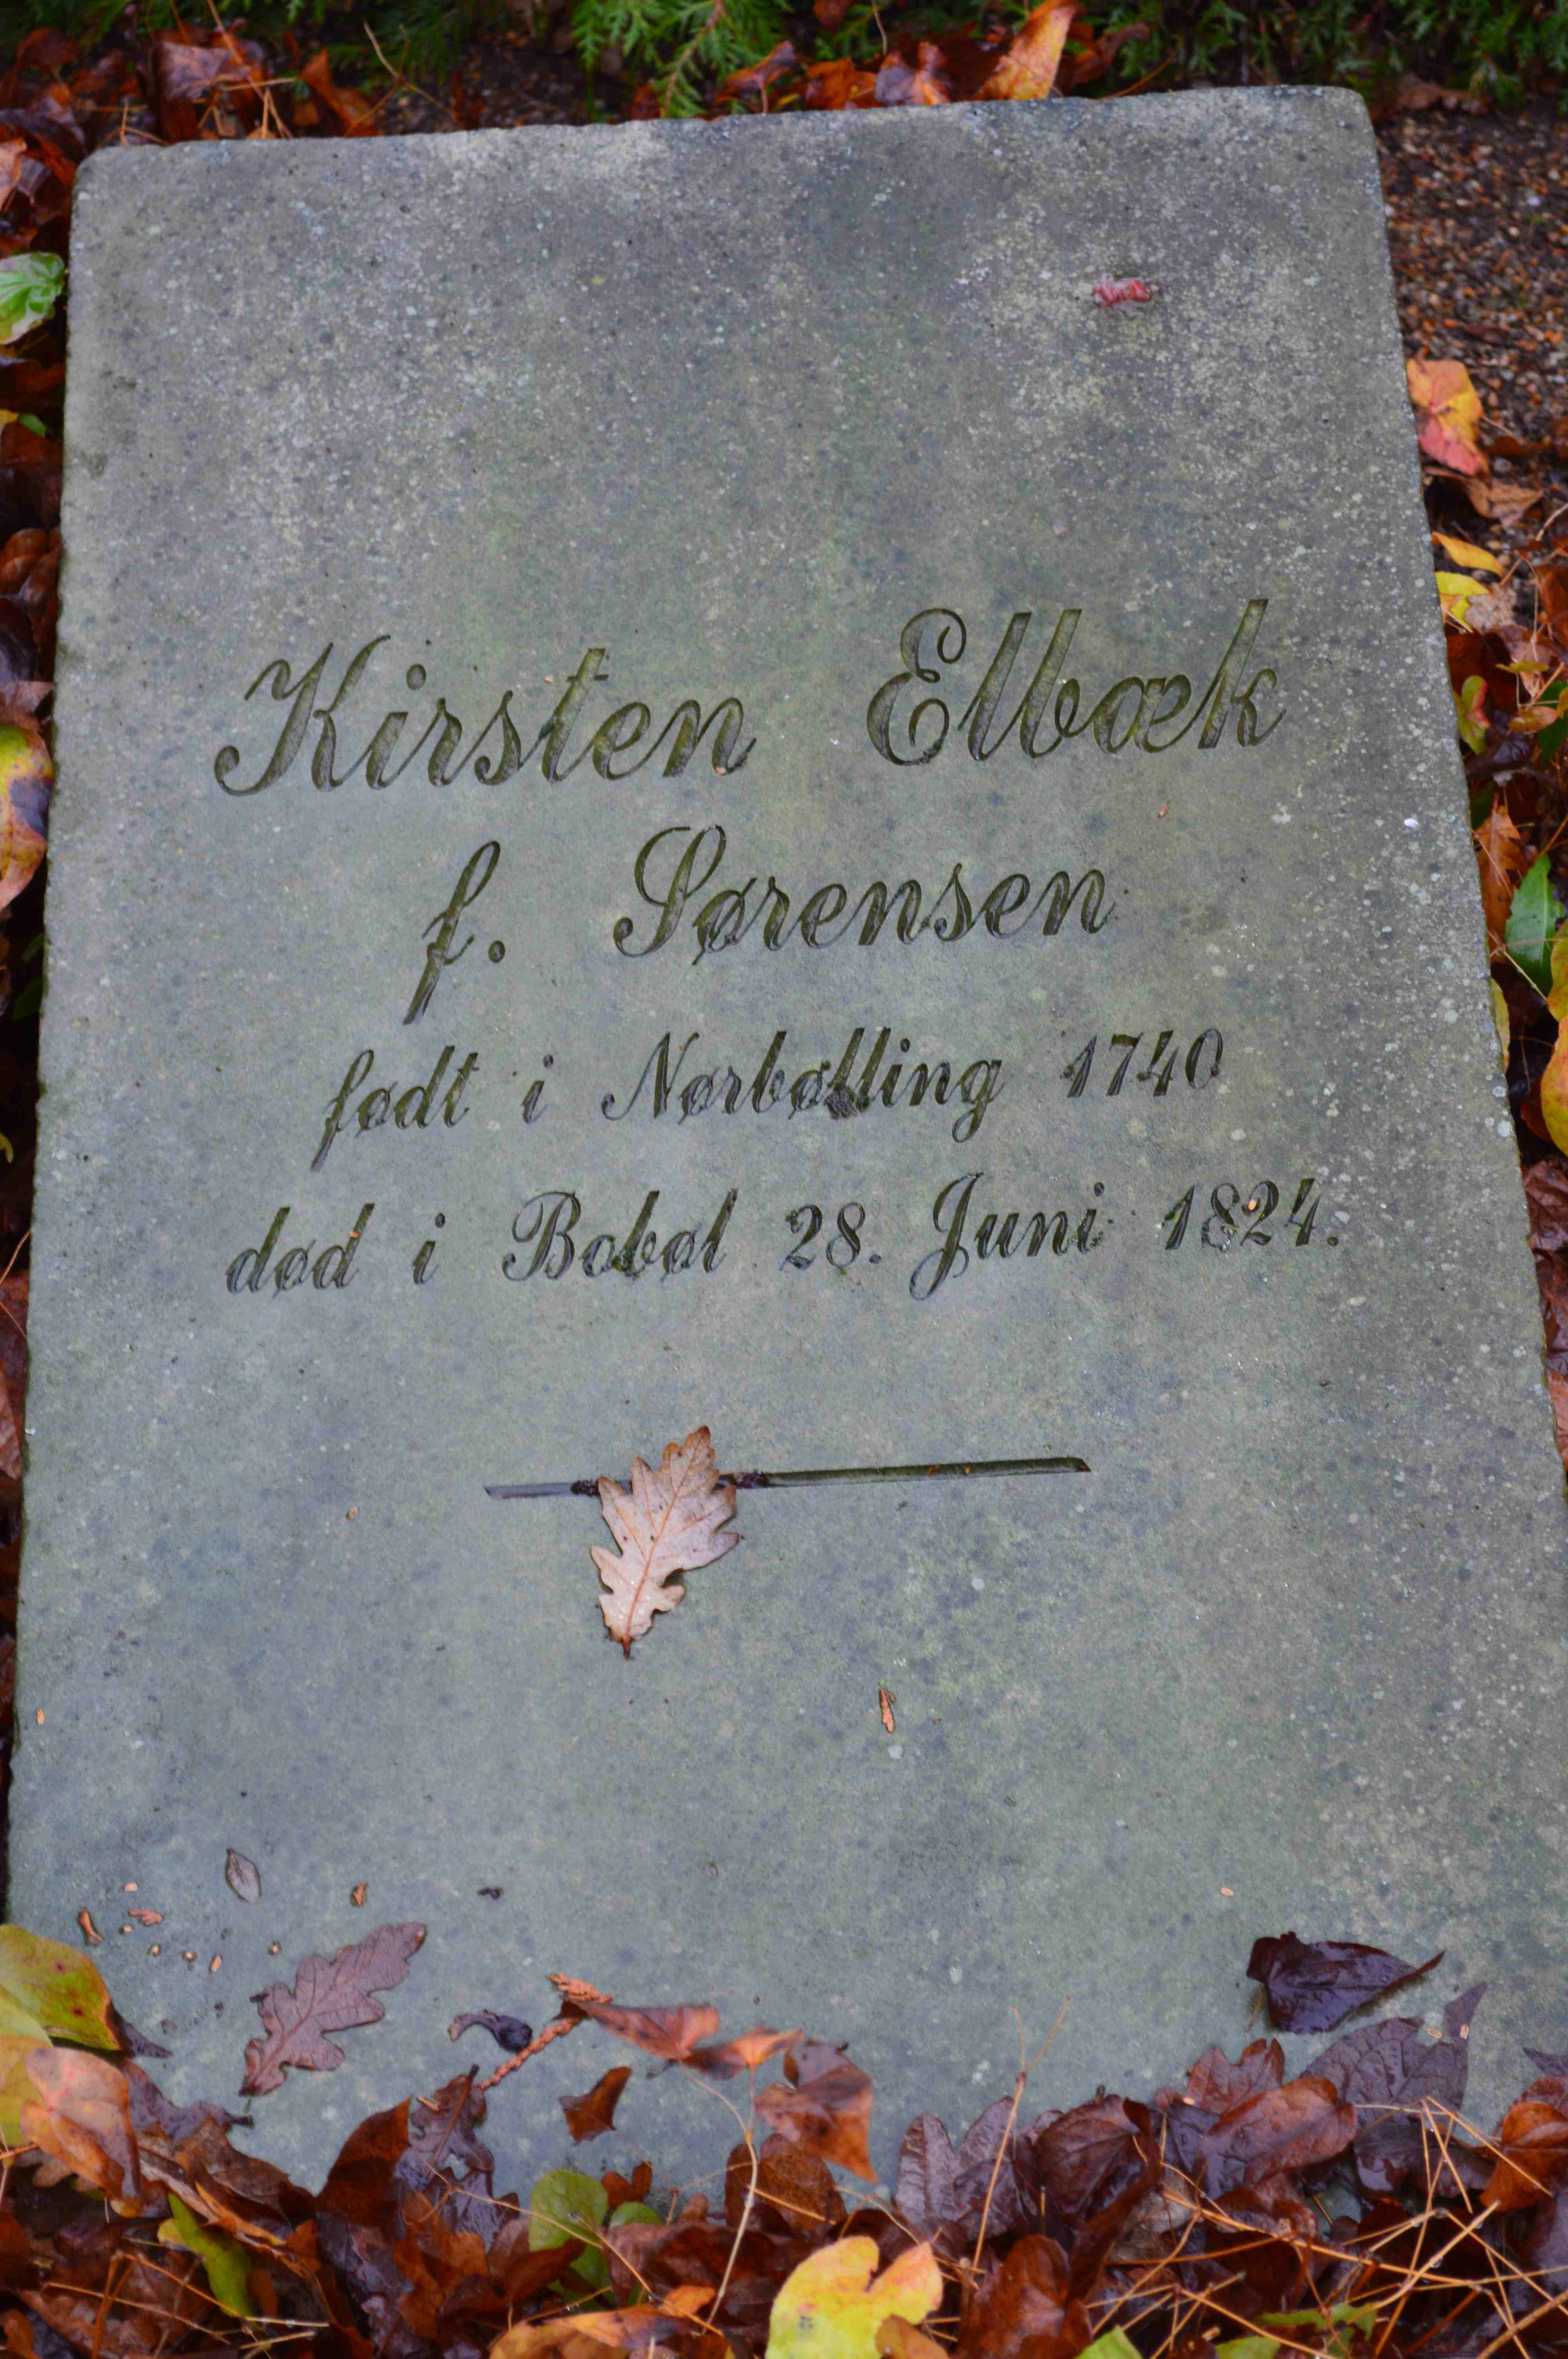 Kirsten Elbæk
f. Sørensen
født i Nørbølling 1740
død i Bobøl 28. Juni 1824.